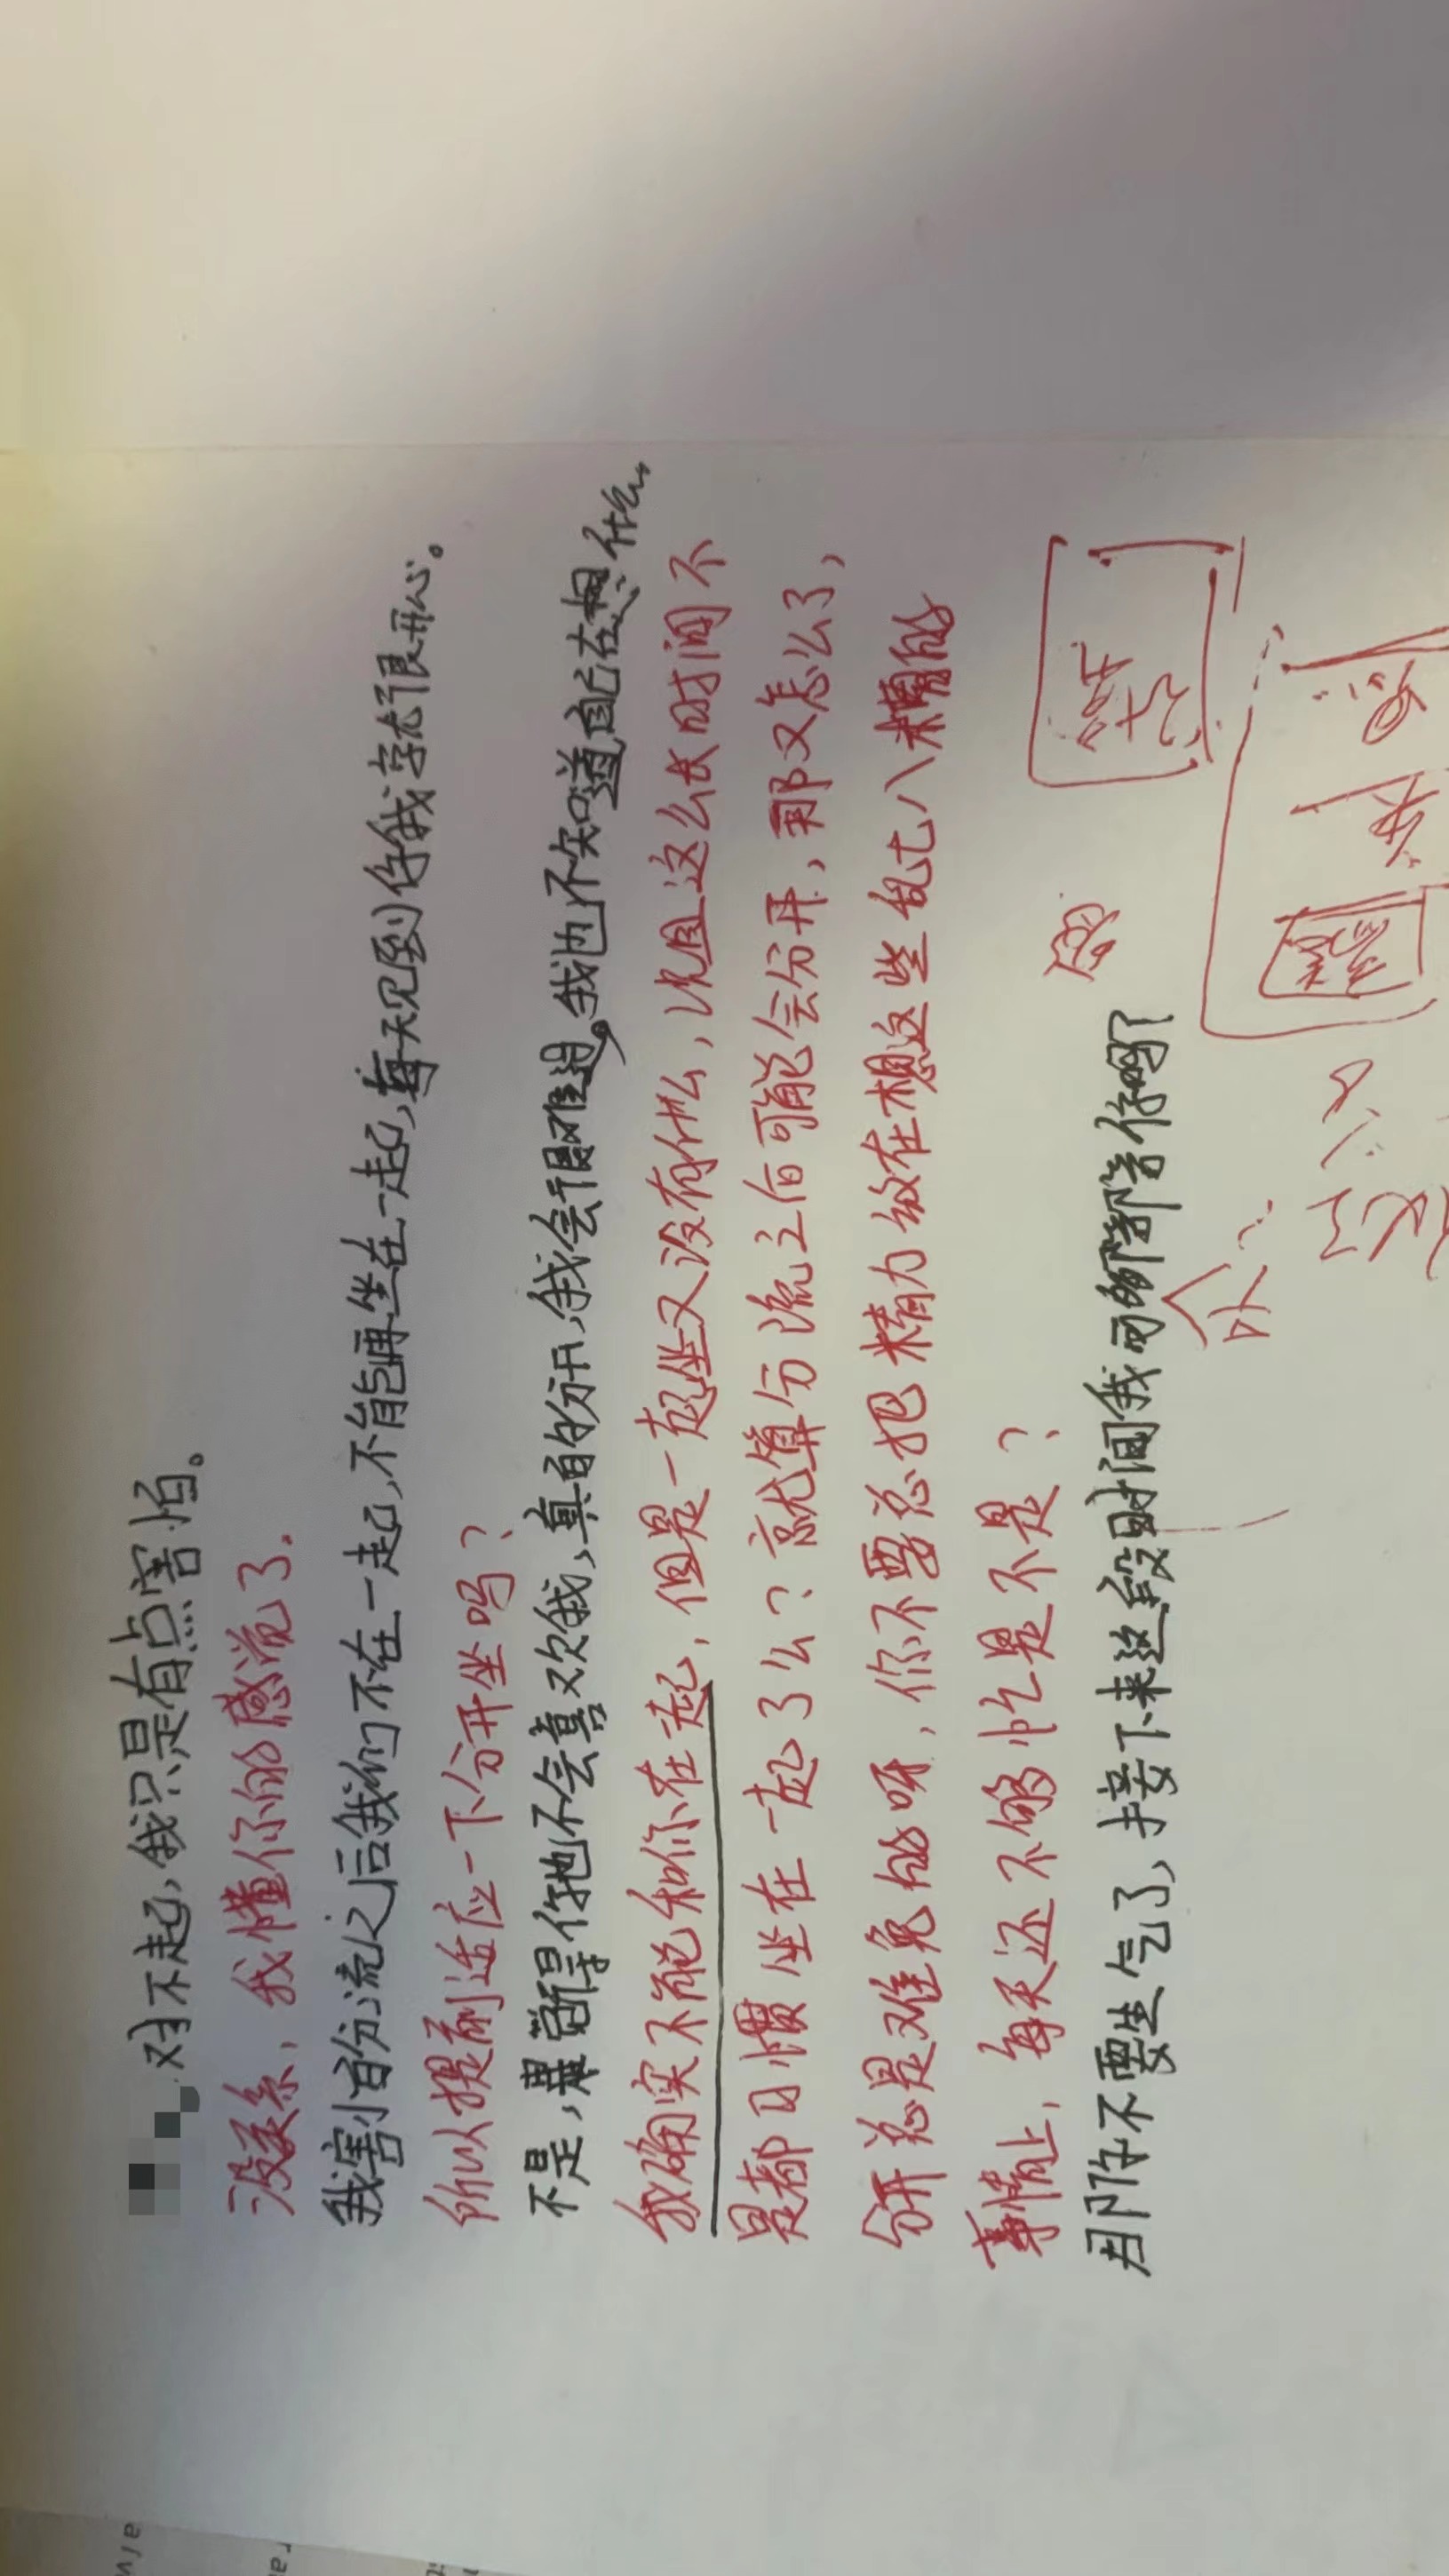 对不起，我只是有点害怕。
没关系，我懂你的感觉了.
我害怕分流之后我们不在一起，不能再坐在一起，每天见到你我就很开心。
所以提前适应一下分开坐吗？
不是，是觉得你也不会喜欢我，真的分开，我会很难过。我也不知道自己在想什么
我确实不能和你在一起，但是一起坐又没有什么，况且这么长时间不
是都习惯坐在一起了么？就算分流之后可能会分开，那又怎么了，
分开总是难免的呀，你不要总把精力放在想这些乱七八糟的
事情上，每天还不够忙是不是？
那你不要生气了，接下来这段时间我可都等你吗？